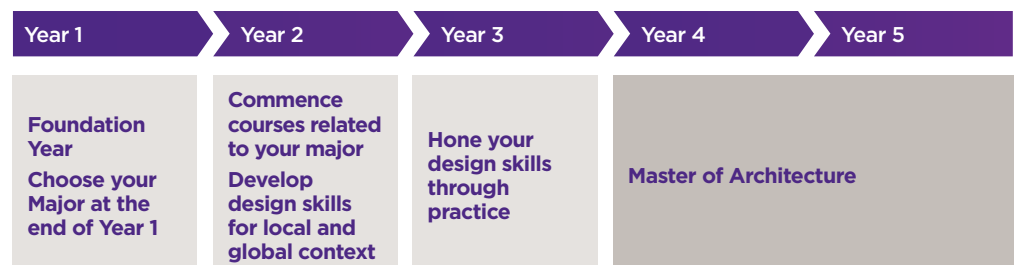 Year 1
Year 2
Year 3
Year 4
Year 5
Foundation
Year
Choose your
Major at the
end of Year 1
Commence
courses related
to your major
Develop
design skills
for local and
global context
Hone your
design skills
through
practice
Master of Architecture